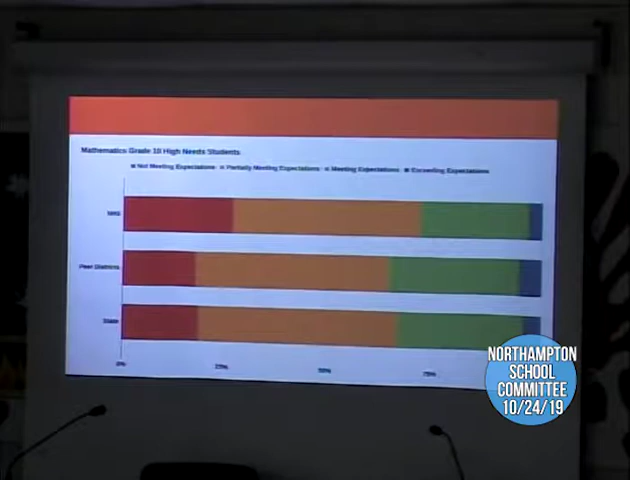 Mathematics Grade 10 High Needs Students
Not Meeting Expectations Partially Meeting Expectations Meeting Expectations Exceeding Expectations
NHS
Peer Districts
State
0% 25% 50% 75%
NORTHAMPTON
SCHOOL
COMMITTEE
10/24/19